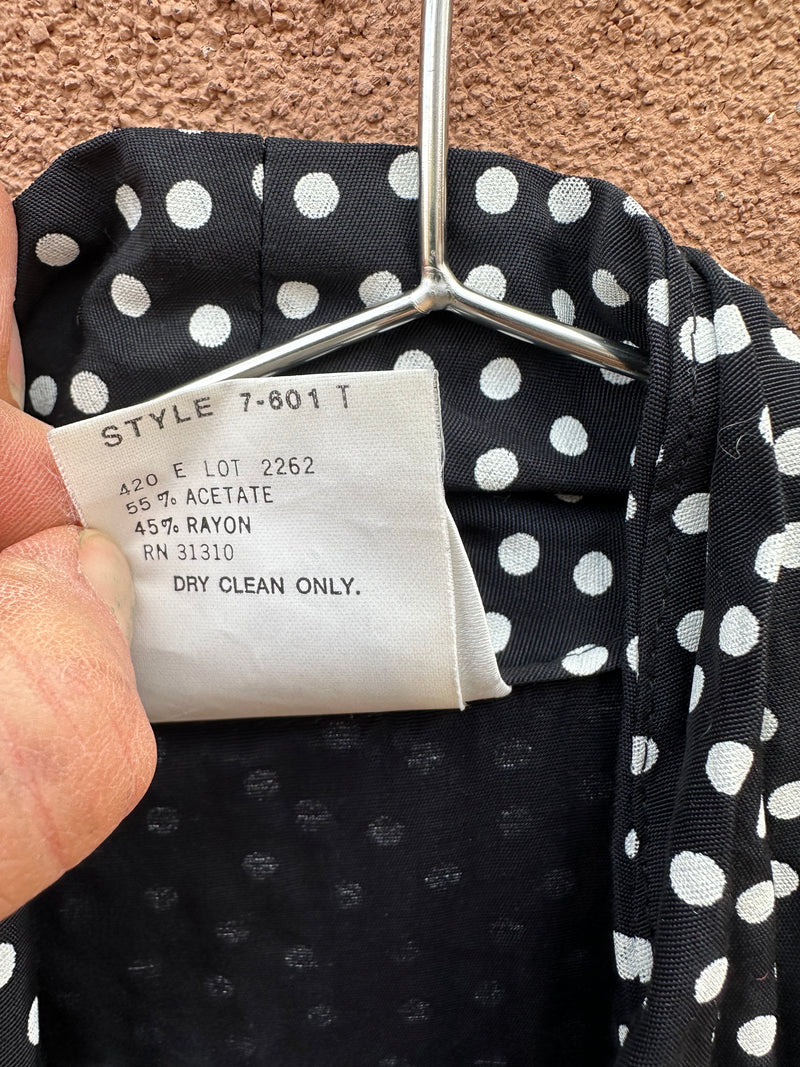 STYLE 7-601 T
420 E LOT 2262
55% ACETATE
45% RAYON
RN 31310
DRY CLEAN ONLY.